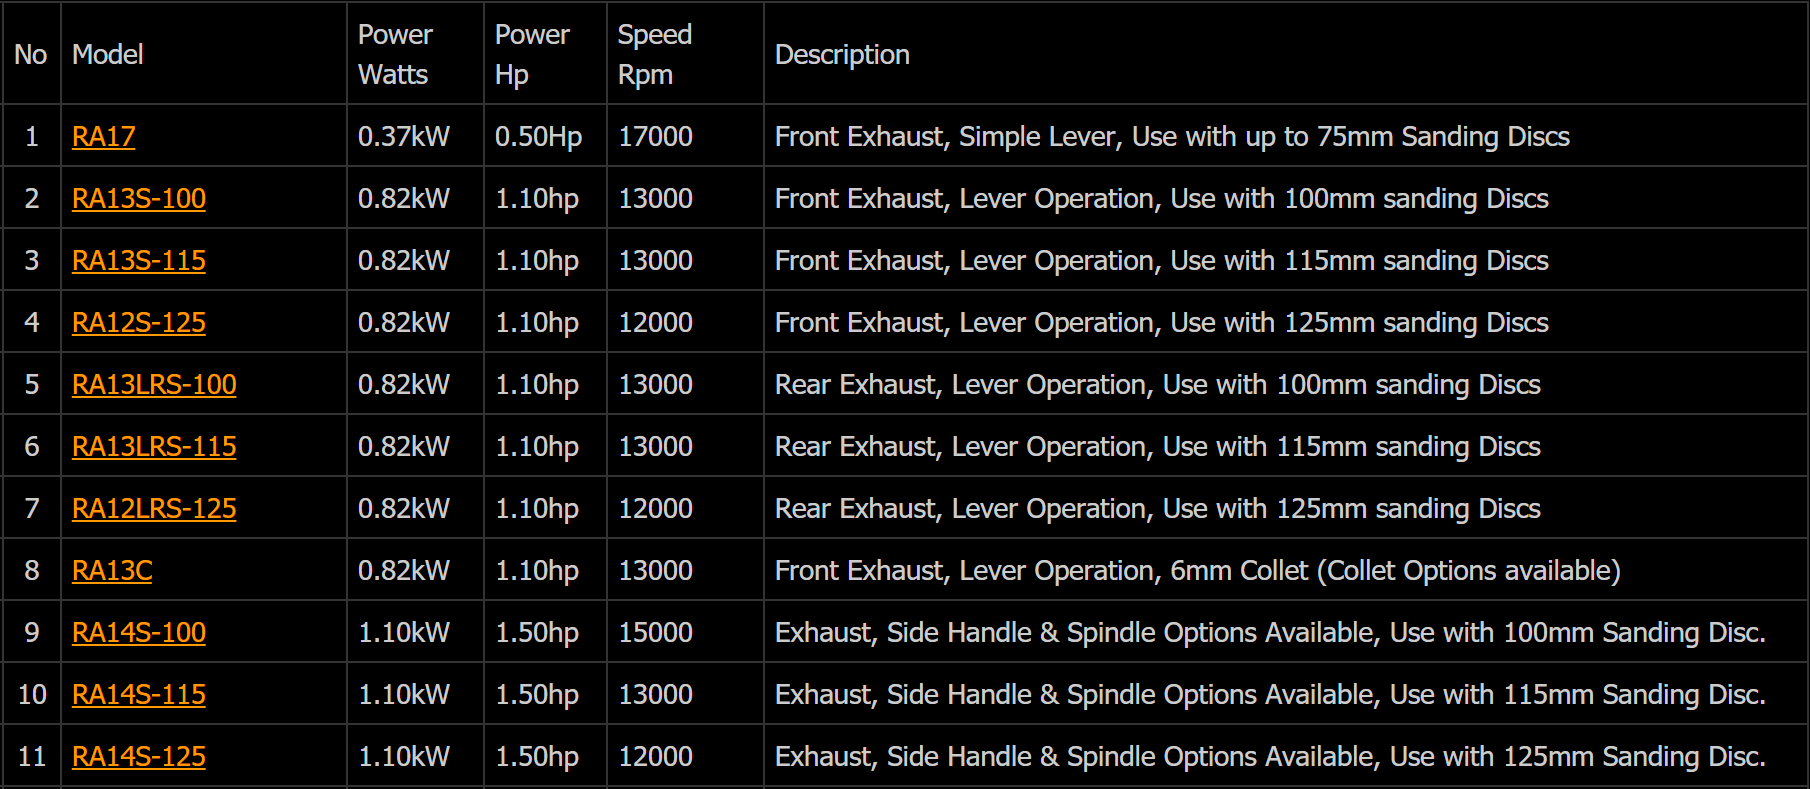 No Model Power Watts Power Hp Speed Rpm Description
1 RA17 0.37kW 0.50Hp 17000 Front Exhaust, Simple Lever, Use with up to 75mm Sanding Discs
2 RA13S-100 0.82kW 1.10hp 13000 Front Exhaust, Lever Operation, Use with 100mm sanding Discs
3 RA13S-115 0.82kW 1.10hp 13000 Front Exhaust, Lever Operation, Use with 115mm sanding Discs
4 RA12S-125 0.82kW 1.10hp 12000 Front Exhaust, Lever Operation, Use with 125mm sanding Discs
5 RA13LRS-100 0.82kW 1.10hp 13000 Rear Exhaust, Lever Operation, Use with 100mm sanding Discs
6 RA13LRS-115 0.82kW 1.10hp 13000 Rear Exhaust, Lever Operation, Use with 115mm sanding Discs
7 RA12LRS-125 0.82kW 1.10hp 12000 Rear Exhaust, Lever Operation, Use with 125mm sanding Discs
8 RA13C 0.82kW 1.10hp 13000 Front Exhaust, Lever Operation, 6mm Collet (Collet Options available)
9 RA14S-100 1.10kW 1.50hp 15000 Exhaust, Side Handle & Spindle Options Available, Use with 100mm Sanding Disc.
10 RA14S-115 1.10kW 1.50hp 13000 Exhaust, Side Handle & Spindle Options Available, Use with 115mm Sanding Disc.
11 RA14S-125 1.10kW 1.50hp 12000 Exhaust, Side Handle & Spindle Options Available, Use with 125mm Sanding Disc.